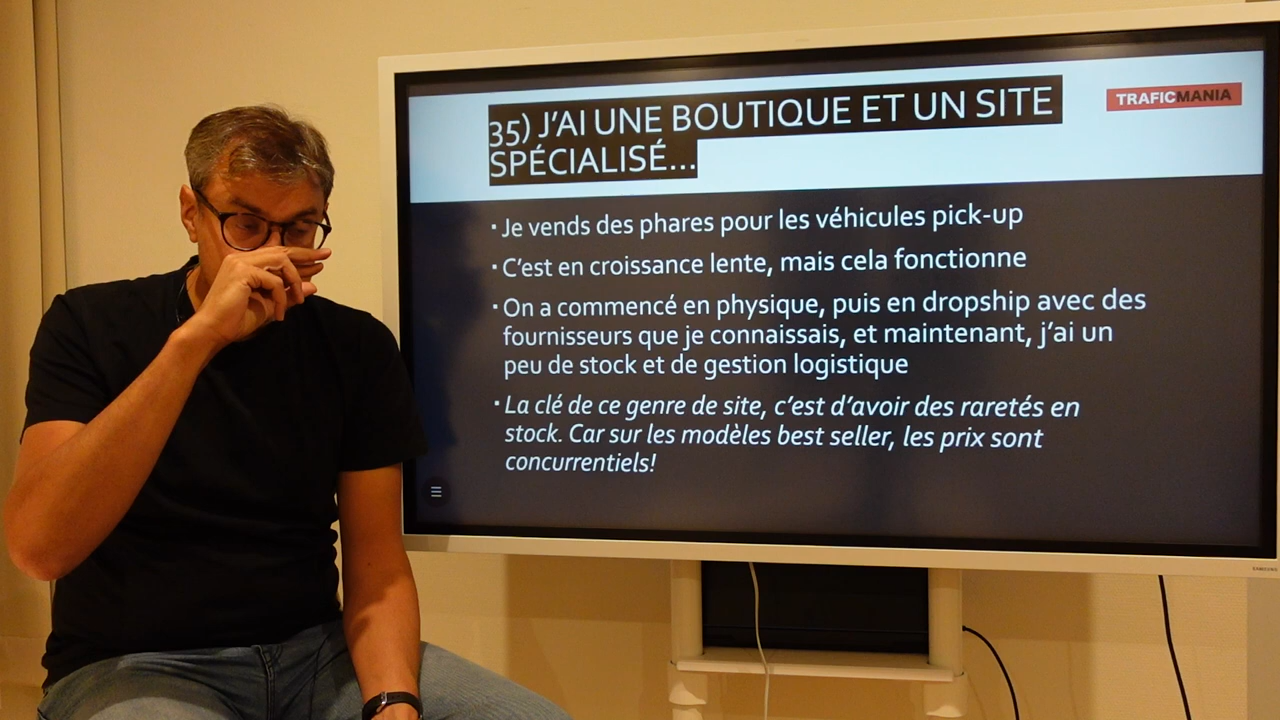 35) J'AI UNE BOUTIQUE ET UN SITE
SPÉCIALISÉ...
TRAFICMANIA
▪ Je vends des phares pour les véhicules pick-up
▪ C'est en croissance lente, mais cela fonctionne
▪ On a commencé en physique, puis en dropship avec des
fournisseurs que je connaissais, et maintenant, j'ai un
peu de stock et de gestion logistique
▪ La clé de ce genre de site, c'est d'avoir des raretés en
stock. Car sur les modèles best seller, les prix sont
concurrentiels!
SAMSUNG